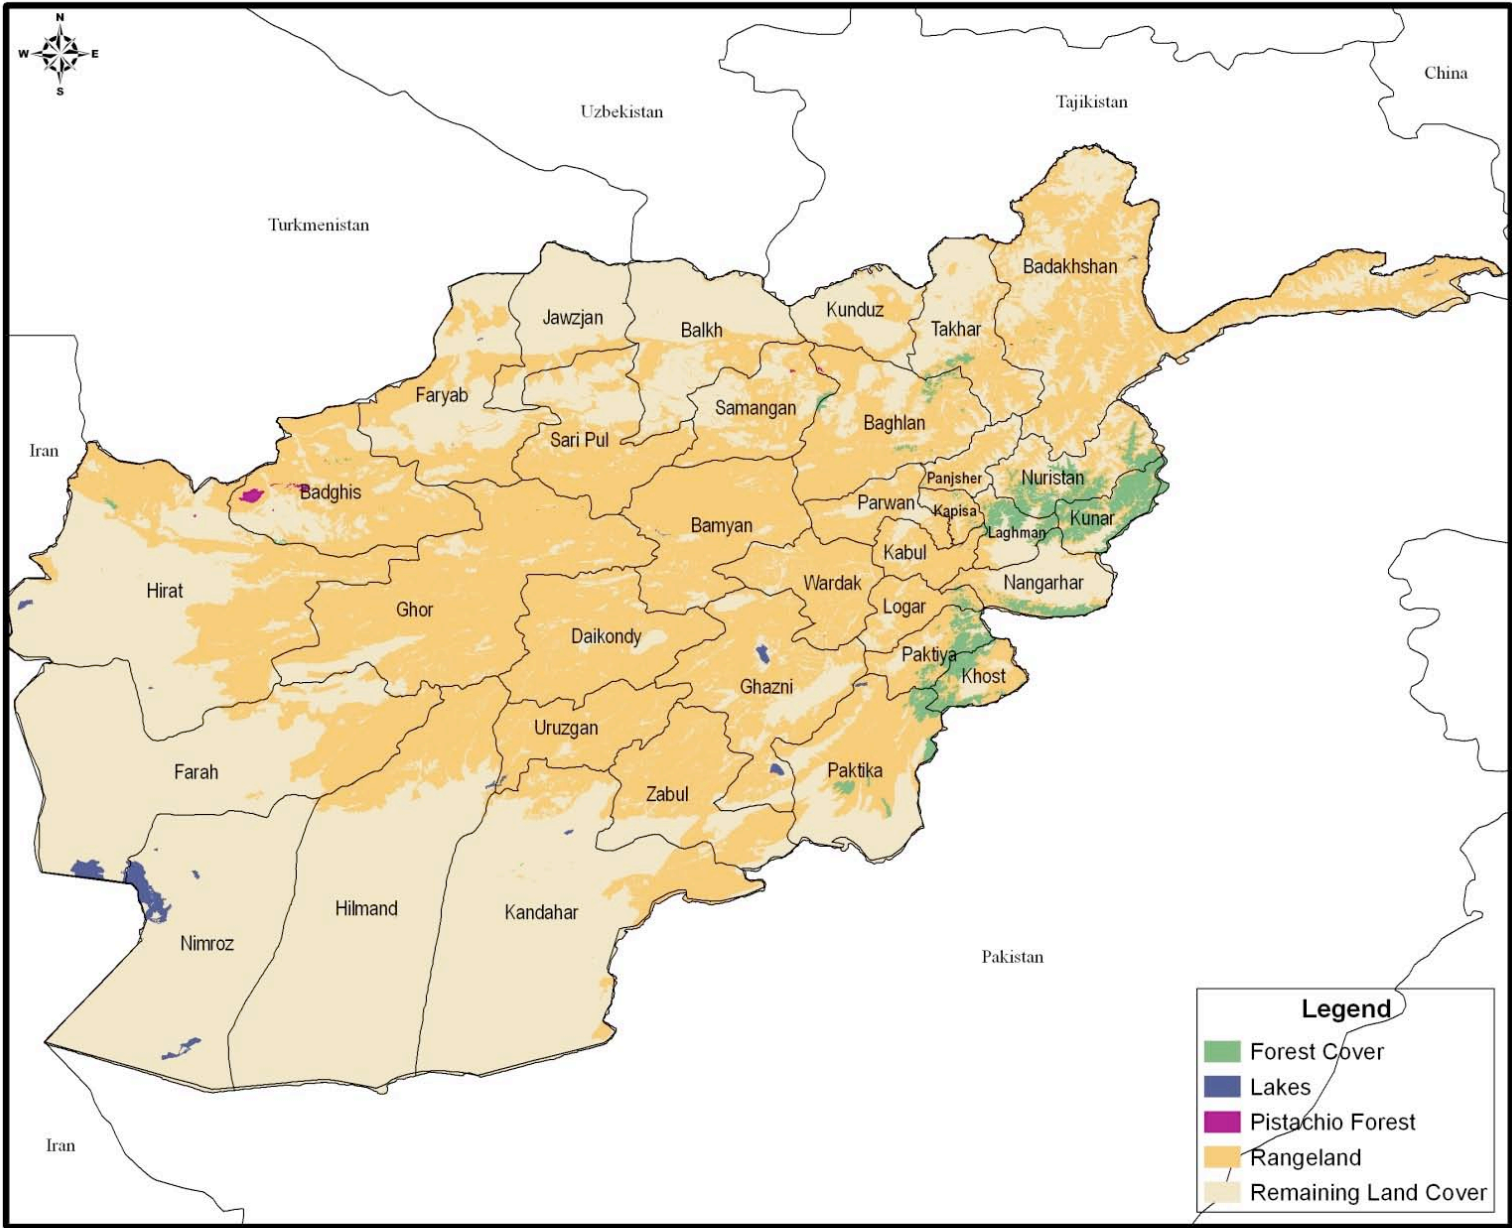 N
W E
S
China
Tajikistan
Uzbekistan
Turkmenistan
Badakhshan
Kunduz
Jawzjan
Balkh
Takhar
Faryab
Samangan
Baghlan
Sari Pul
Iran
Badghis
Panjsher
Nuristan
Parwan
Kapisa
Kunar
Bamyan
Laghman
Kabul
Hirat
Wardak
Nangarhar
Ghor
Logar
Daikondy
Paktiya
Khost
Ghazni
Uruzgan
Farah
Paktika
Zabul
Hilmand
Kandahar
Nimroz
Pakistan
Iran
Legend
Forest Cover
Lakes
Pistachio Forest
Rangeland
Remaining Land Cover